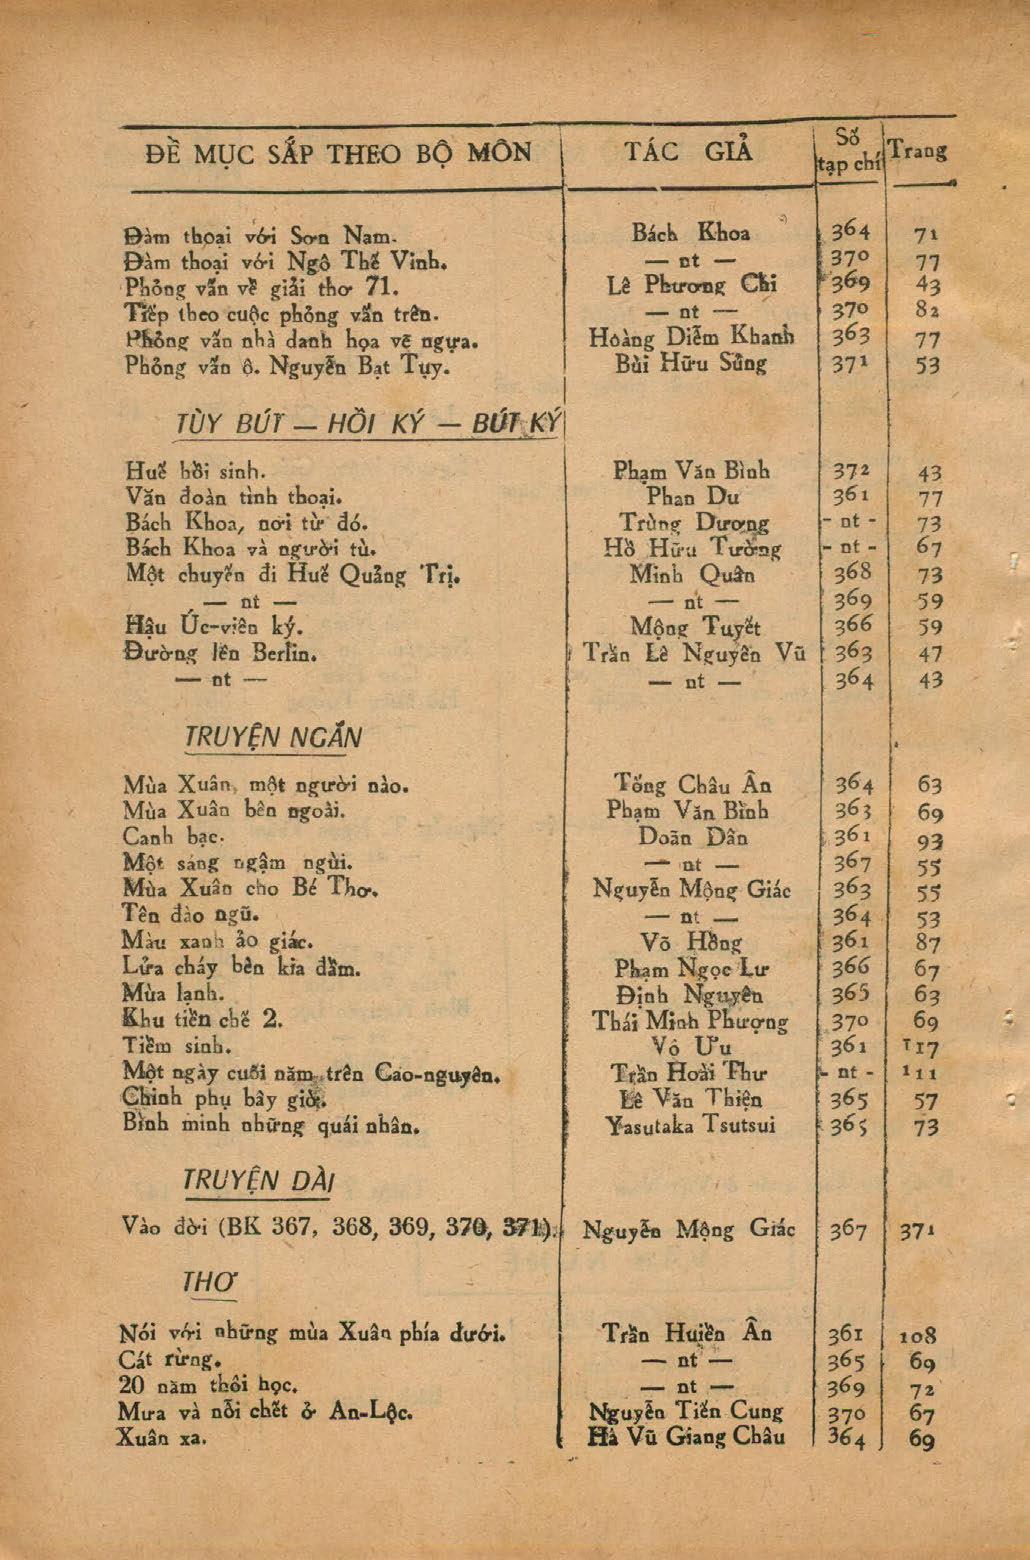 ĐỀ MỤC SẮP THEO BỘ MÔN TÁC GIẢ Số tạp chí Trang
Đàm thoại với Sơn Nam. Bách Khoa 364 71
Đàm thoại với Ngô Thế Vinh. — nt — 370 77
Phỏng vấn về giải thơ 71. Lê Phương Chi 369 43
Tiếp theo cuộc phỏng vấn trên. — nt — 370 82
Phỏng vấn nhà danh họa vẽ ngựa. Hoàng Diễm Khanh 363 77
Phỏng vấn ô. Nguyễn Bạt Tụy. Bùi Hữu Sủng 371 53
TÙY BÚT — HỒI KÝ — BÚT KÝ
Huế hồi sinh. Phạm Văn Bình 372 43
Văn đoàn tình thoại. Phan Du 361 77
Bách Khoa, nơi từ đó. Trùng Dương - nt - 73
Bách Khoa và người tù. Hồ Hữu Tường - nt - 67
Một chuyến đi Huế Quảng Trị. Minh Quân 368 73
— nt — — nt — 369 59
Hậu Úc-viên ký. Mộng Tuyết 366 59
Đường lên Berlin. Trần Lê Nguyên Vũ 363 47
— nt — — nt — 364 43
TRUYỆN NGẮN
Mùa Xuân, một người nào. Tống Châu Ân 364 63
Mùa Xuân bên ngoài. Phạm Văn Bình 363 69
Canh bạc. Doãn Dân 361 93
Một sáng ngậm ngùi. — nt — 367 55
Mùa Xuân cho Bé Thơ. Nguyễn Mộng Giác 363 55
Tên đào ngũ. — nt — 364 53
Màu xanh ảo giác. Võ Hồng 361 87
Lửa cháy bên kia đầm. Phạm Ngọc Lư 366 67
Mùa lạnh. Định Nguyên 365 63
Khu tiền chế 2. Thái Minh Phượng 370 69
Tiềm sinh. Vô Ưu 361 117
Một ngày cuối năm trên Cao-nguyên. Trần Hoài Thư - nt - 111
Chinh phụ bây giờ. Lê Văn Thiện 365 57
Bình minh những quái nhân. Yasutaka Tsutsui 365 73
TRUYỆN DÀI
Vào đời (BK 367, 368, 369, 370, 371). Nguyễn Mộng Giác 367 371
THƠ
Nói với những mùa Xuân phía dưới. Trần Huiền Ân 361 108
Cát rừng. — nt — 365 69
20 năm thôi học. — nt — 369 72
Mưa và nỗi chết ở An-Lộc. Nguyễn Tiến Cung 370 67
Xuân xa. Hà Vũ Giang Châu 364 69